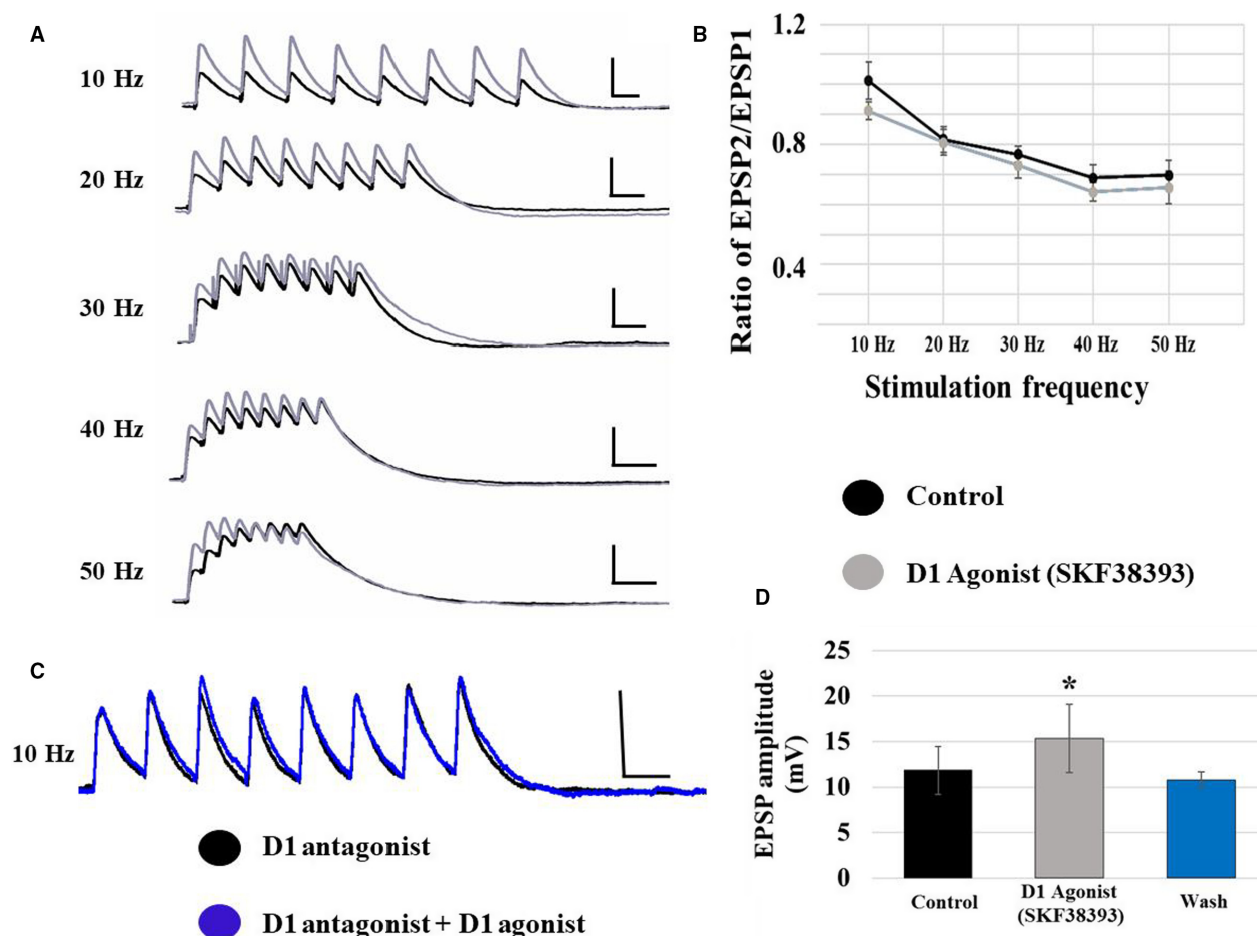 A
10 Hz
20 Hz
30 Hz
40 Hz
50 Hz
B
Ratio of EPSP2/EPSP1
1.2
0.8
0.4
10 Hz 20 Hz 30 Hz 40 Hz 50 Hz
Stimulation frequency
Control
D1 Agonist (SKF38393)
C
10 Hz
D1 antagonist
D1 antagonist + D1 agonist
D
EPSP amplitude
(mV)
25
20
15
10
5
0
*
Control
D1 Agonist
(SKF38393)
Wash